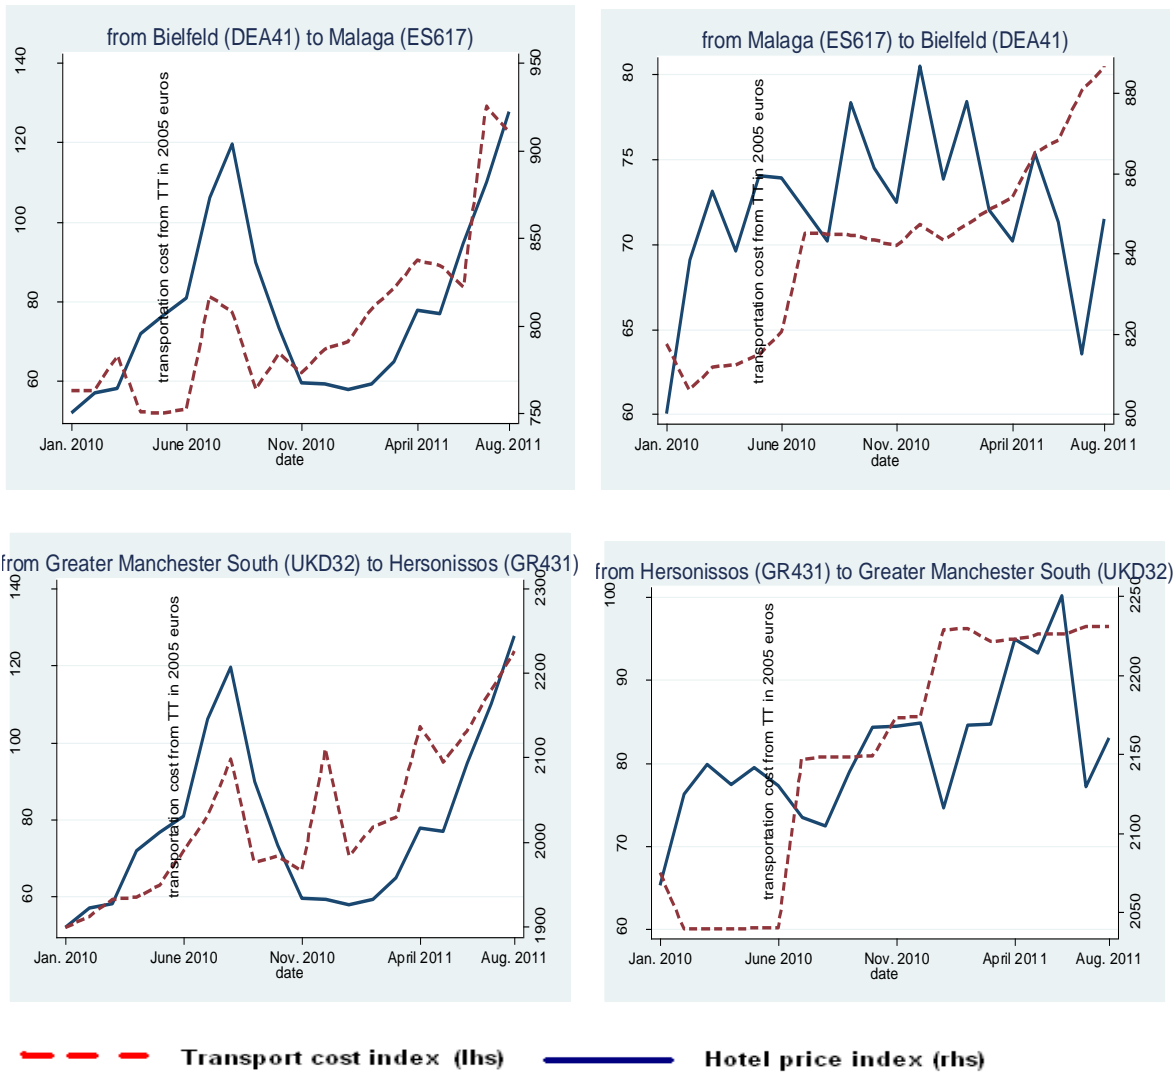 from Bielfeld (DEA41) to Malaga (ES617)
140
120
100
80
60
transportation cost from TT in 2005 euros
950
900
850
800
750
Jan. 2010 June 2010 Nov. 2010 April 2011 Aug. 2011
date
from Malaga (ES617) to Bielfeld (DEA41)
80
75
70
65
60
transportation cost from TT in 2005 euros
880
860
840
820
800
Jan. 2010 June 2010 Nov. 2010 April 2011 Aug. 2011
date
from Greater Manchester South (UKD32) to Hersonissos (GR431)
140
120
100
80
60
transportation cost from TT in 2005 euros
2300
2200
2100
2000
1900
Jan. 2010 June 2010 Nov. 2010 April 2011 Aug. 2011
date
from Hersonissos (GR431) to Greater Manchester South (UKD32)
100
90
80
70
60
transportation cost from TT in 2005 euros
2250
2200
2150
2100
2050
Jan. 2010 June 2010 Nov. 2010 April 2011 Aug. 2011
date
Transport cost index (lhs) Hotel price index (rhs)